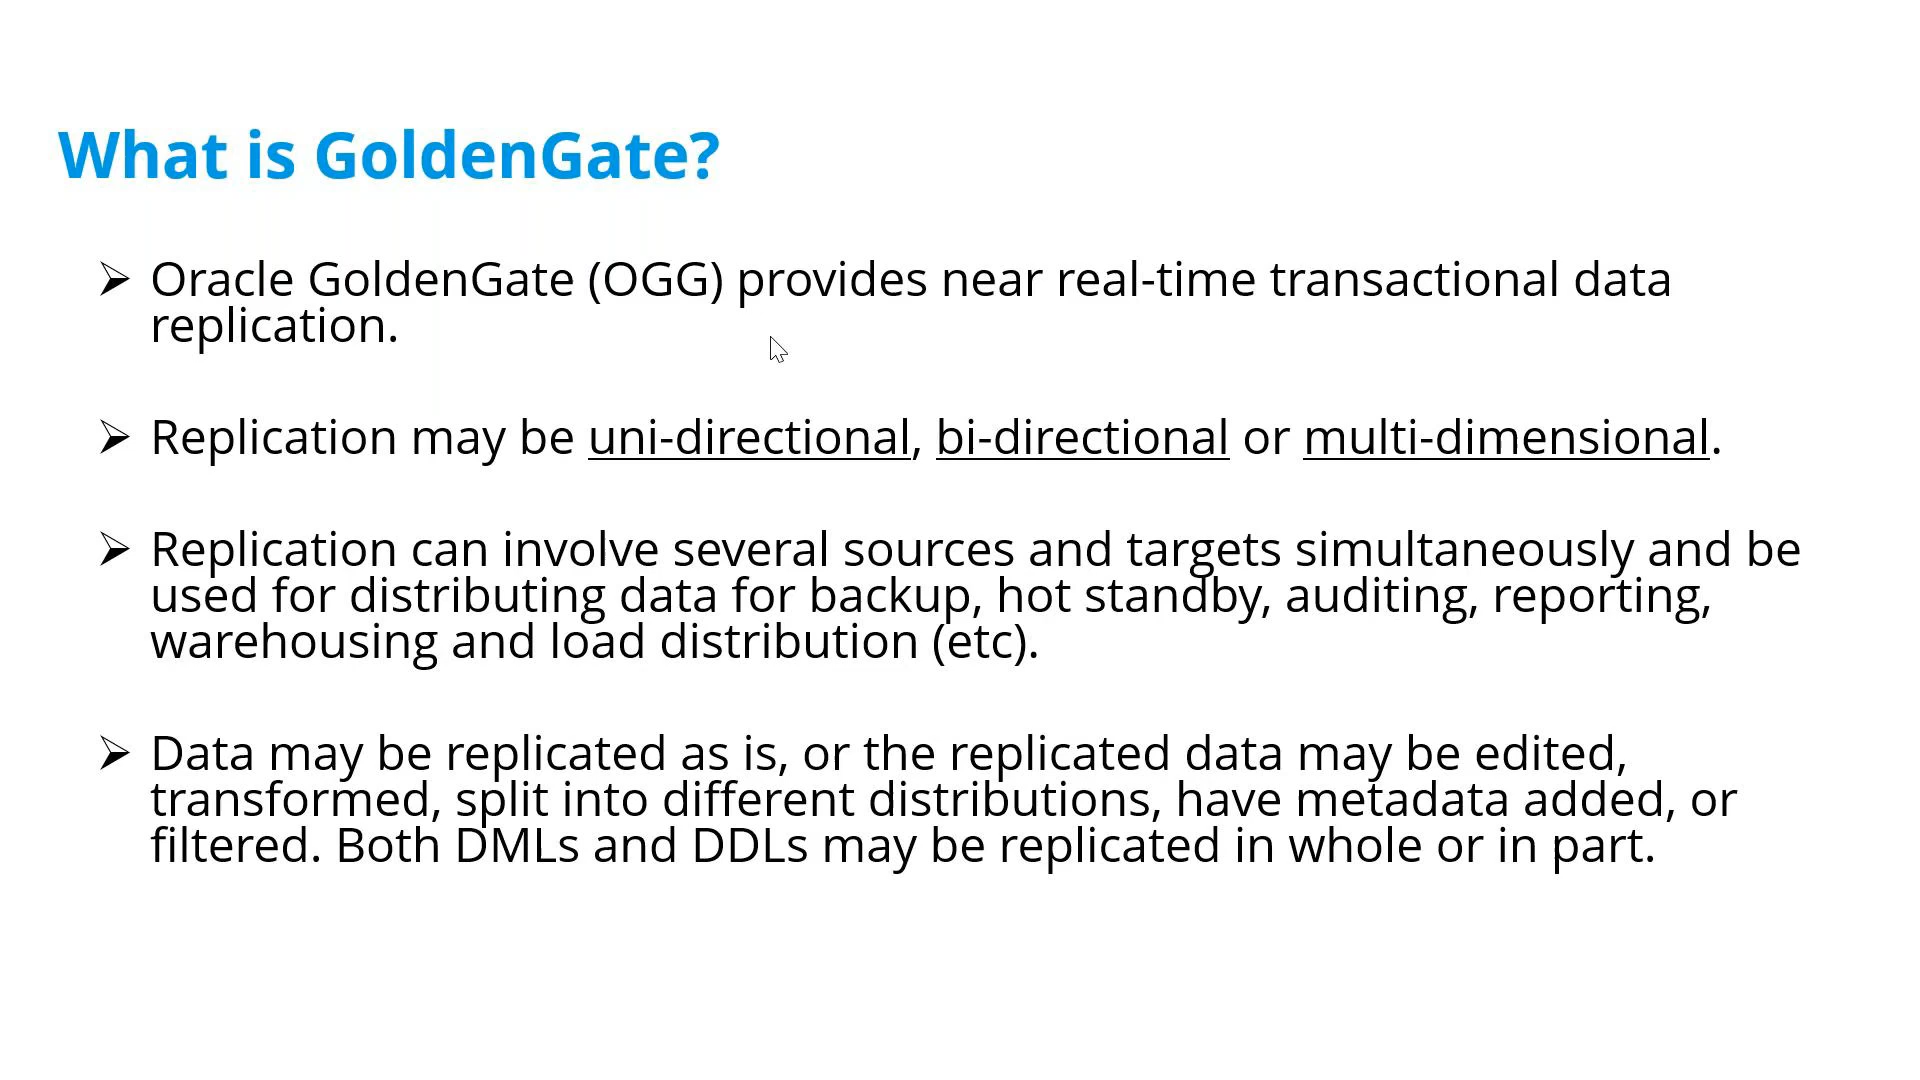 What is GoldenGate?
➢ Oracle GoldenGate (OGG) provides near real-time transactional data
replication.
➢ Replication may be uni-directional, bi-directional or multi-dimensional.
➢ Replication can involve several sources and targets simultaneously and be
used for distributing data for backup, hot standby, auditing, reporting,
warehousing and load distribution (etc).
➢ Data may be replicated as is, or the replicated data may be edited,
transformed, split into different distributions, have metadata added, or
filtered. Both DMLs and DDLs may be replicated in whole or in part.